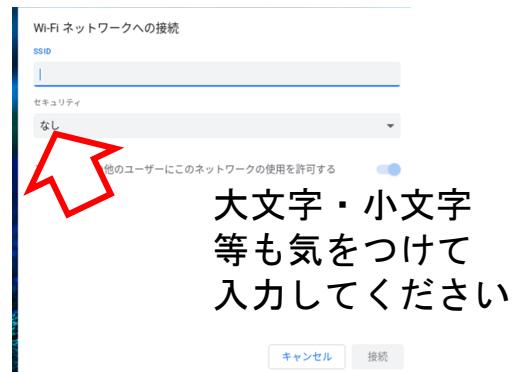 Wi-Fi ネットワークへの接続
SSID
セキュリティ
なし
他のユーザーにこのネットワークの使用を許可する
大文字・小文字
等も気をつけて
入力してください
キャンセル 接続